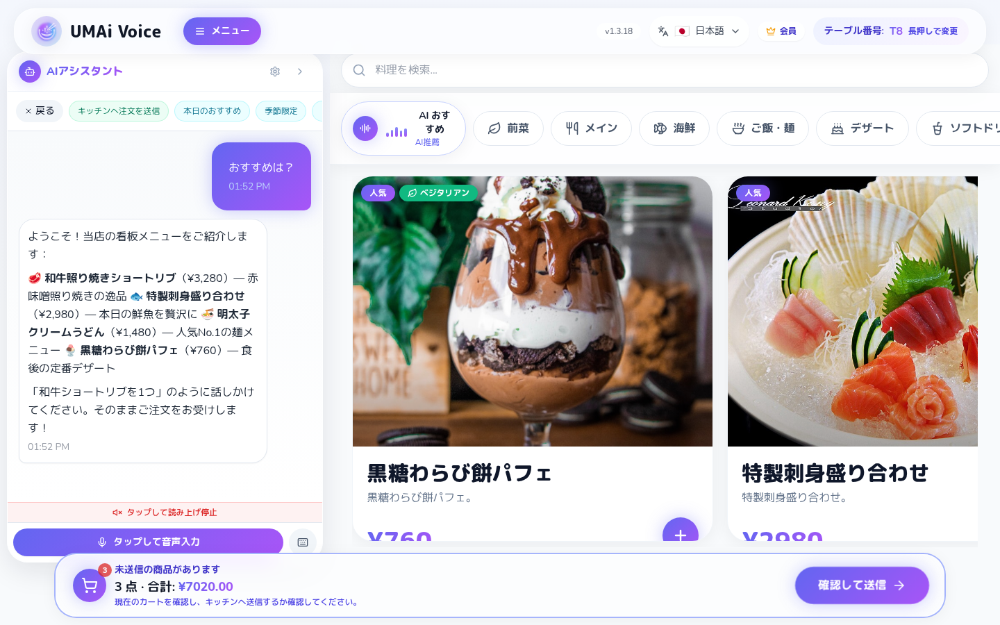 UMAi Voice
メニュー
v1.3.18
日本語
会員
テーブル番号: T8 長押しで変更
AIアシスタント
戻る
キッチンへ注文を送信
本日のおすすめ
季節限定
おすすめは？
01:52 PM
ようこそ！当店の看板メニューをご紹介しま
す：
🥩 和牛照り焼きショートリブ（¥3,280）— 赤
味噌照り焼きの逸品 🐟 特製刺身盛り合わせ
（¥2,980）— 本日の鮮魚を贅沢に 🍜 明太子
クリームうどん（¥1,480）— 人気No.1の麺メ
ニュー 🍨 黒糖わらび餅パフェ（¥760）— 食
後の定番デザート
「和牛ショートリブを1つ」のように話しかけ
てください。そのままご注文をお受けしま
す！
01:52 PM
タップして読み上げ停止
タップして音声入力
料理を検索...
AI おす
すめ
AI推薦
前菜
メイン
海鮮
ご飯・麺
デザート
ソフトドリ
人気
ベジタリアン
SWEET
HOME
黒糖わらび餅パフェ
黒糖わらび餅パフェ。
¥760
人気
Leonard Kong
Studios
特製刺身盛り合わせ
特製刺身盛り合わせ。
¥2980
3
未送信の商品があります
3 点 · 合計: ¥7020.00
現在のカートを確認し、キッチンへ送信するか確認してください。
確認して送信